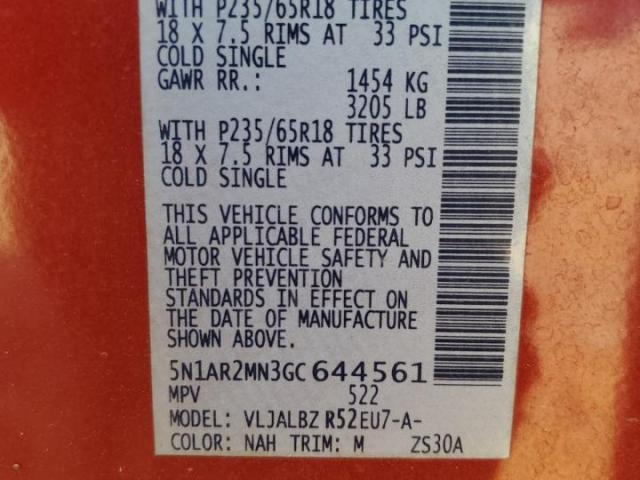 WITH P235/65R18 TIRES
18 X 7.5 RIMS AT 33 PSI
COLD SINGLE
GAWR RR.: 1454 KG
3205 LB
WITH P235/65R18 TIRES
18 X 7.5 RIMS AT 33 PSI
COLD SINGLE
THIS VEHICLE CONFORMS TO
ALL APPLICABLE FEDERAL
MOTOR VEHICLE SAFETY AND
THEFT PREVENTION
STANDARDS IN EFFECT ON
THE DATE OF MANUFACTURE
SHOWN ABOVE.
5N1AR2MN3GC644561
MPV 522
MODEL: VLJALBZ R52EU7-A-
COLOR: NAH TRIM: M ZS30A